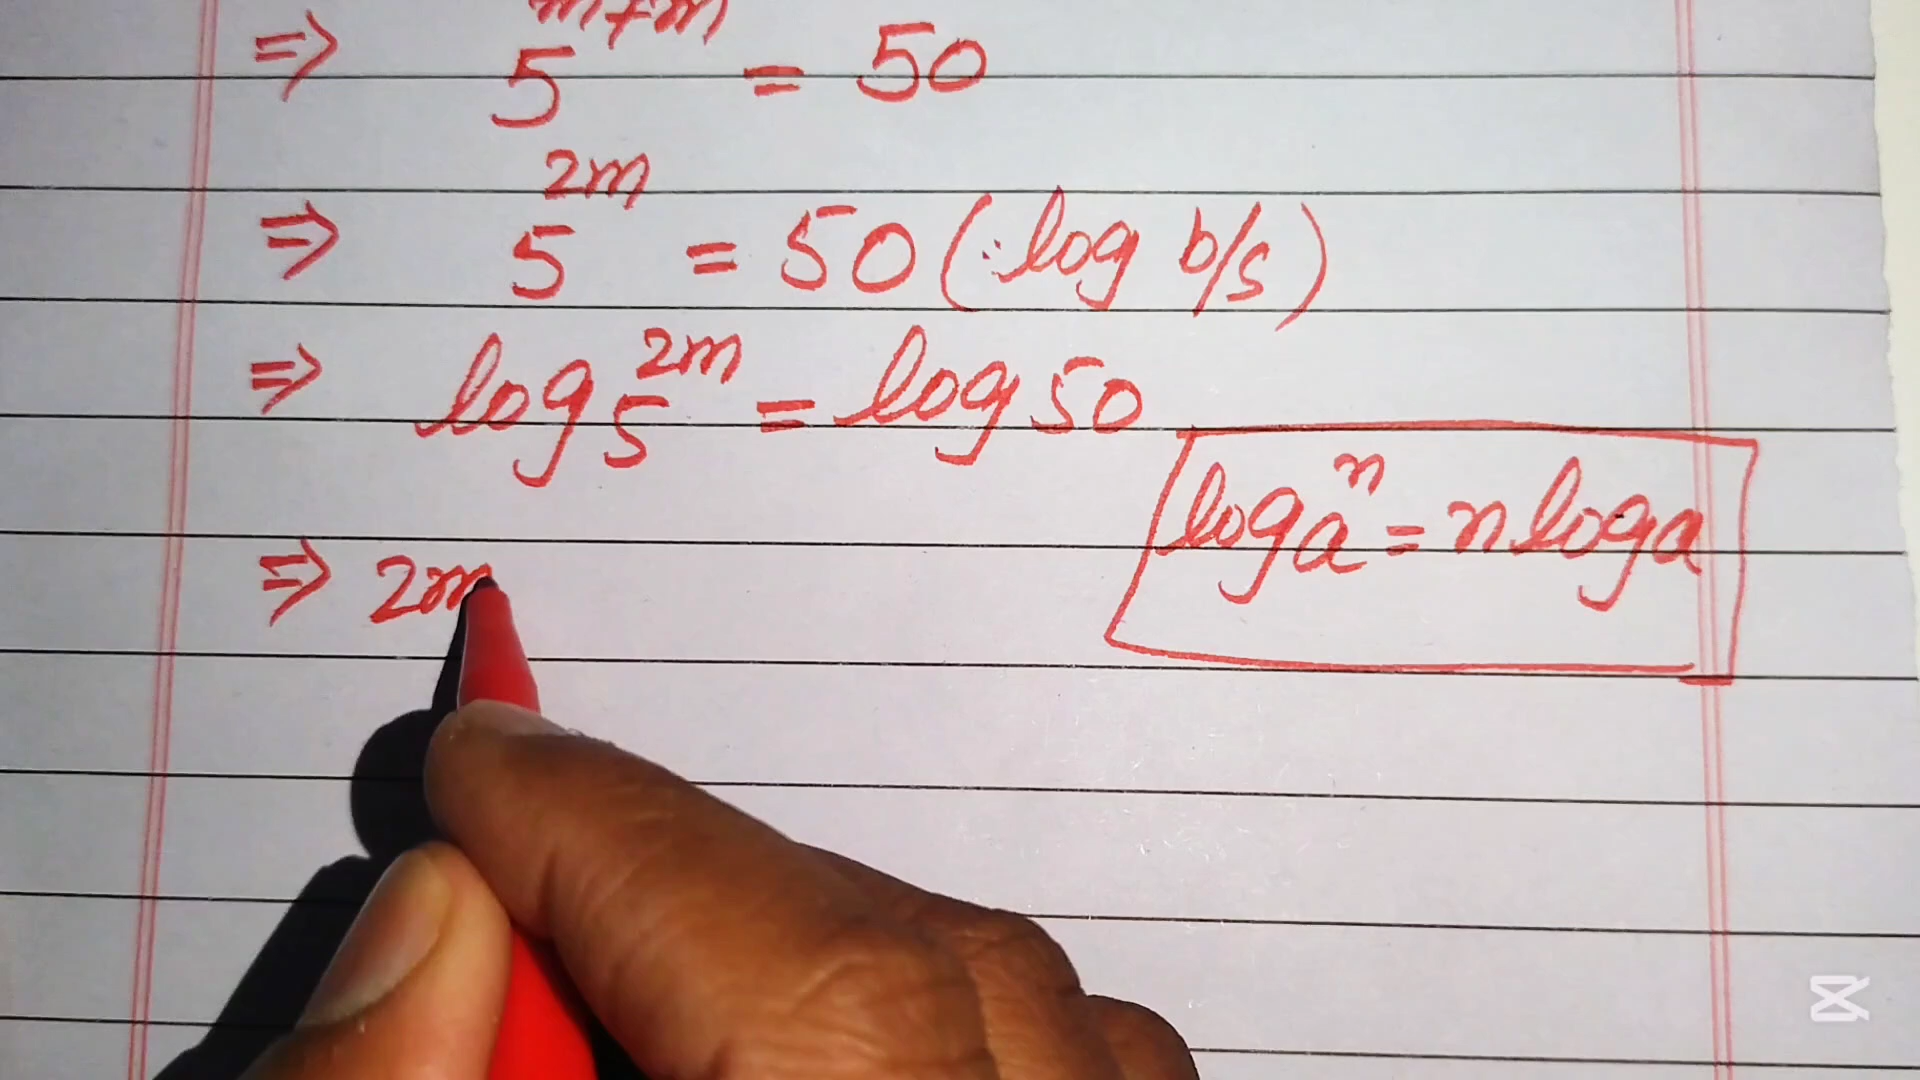 ⇒ 5^{m+m} = 50
⇒ 5^{2m} = 50 (∴ log b/s)
⇒ log 5^{2m} = log 50
log a^n = n log a
⇒ 2m